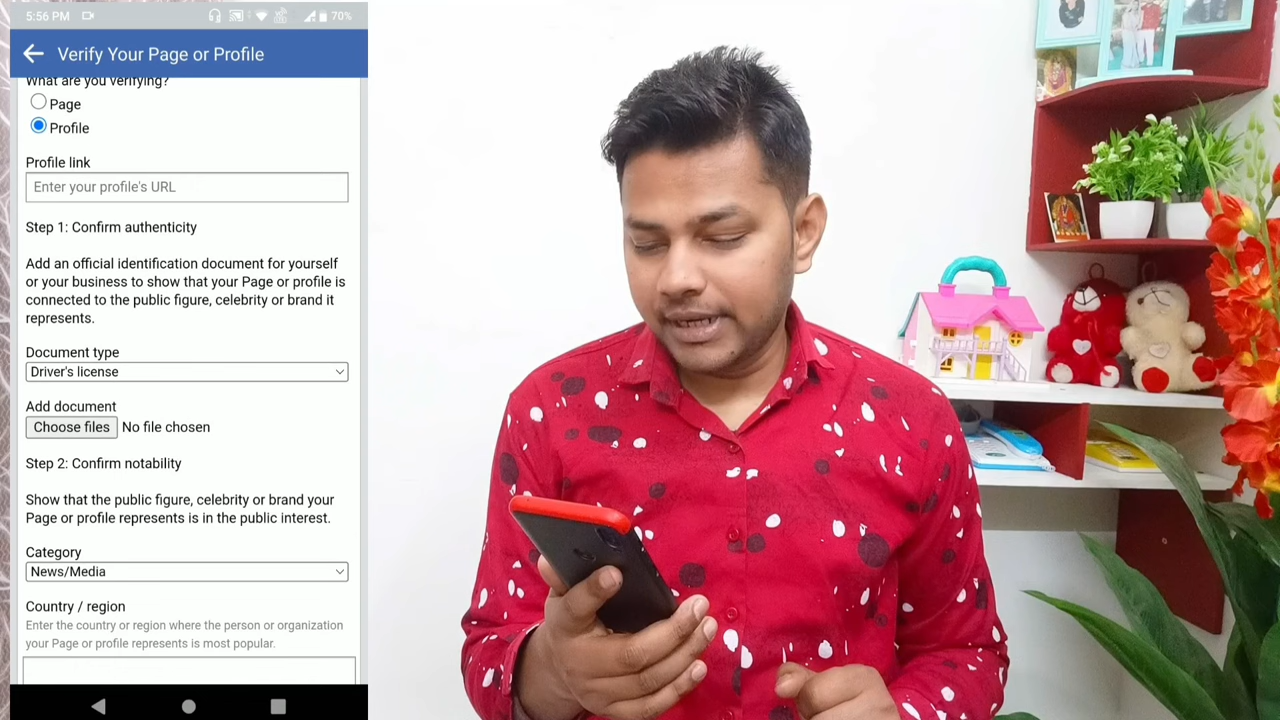 5:56 PM
70%
Verify Your Page or Profile
What are you verifying?
Page
Profile
Profile link
Enter your profile's URL
Step 1: Confirm authenticity
Add an official identification document for yourself
or your business to show that your Page or profile is
connected to the public figure, celebrity or brand it
represents.
Document type
Driver's license
Add document
Choose files No file chosen
Step 2: Confirm notability
Show that the public figure, celebrity or brand your
Page or profile represents is in the public interest.
Category
News/Media
Country / region
Enter the country or region where the person or organization
your Page or profile represents is most popular.